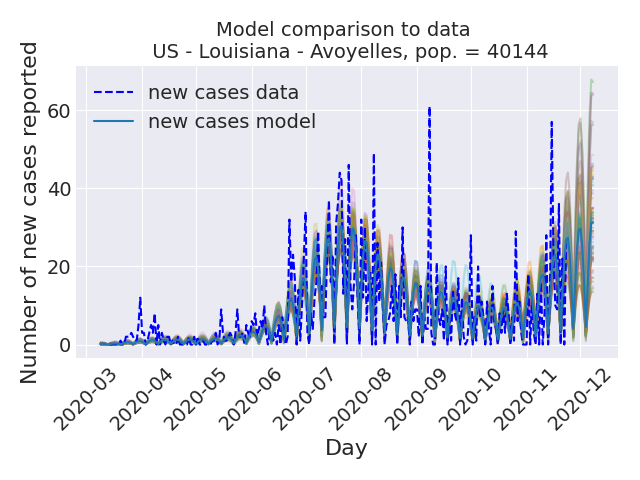 Model comparison to data
US - Louisiana - Avoyelles, pop. = 40144
Number of new cases reported
60
40
20
0
new cases data
new cases model
2020-03
2020-04
2020-05
2020-06
2020-07
2020-08
2020-09
2020-10
2020-11
2020-12
Day